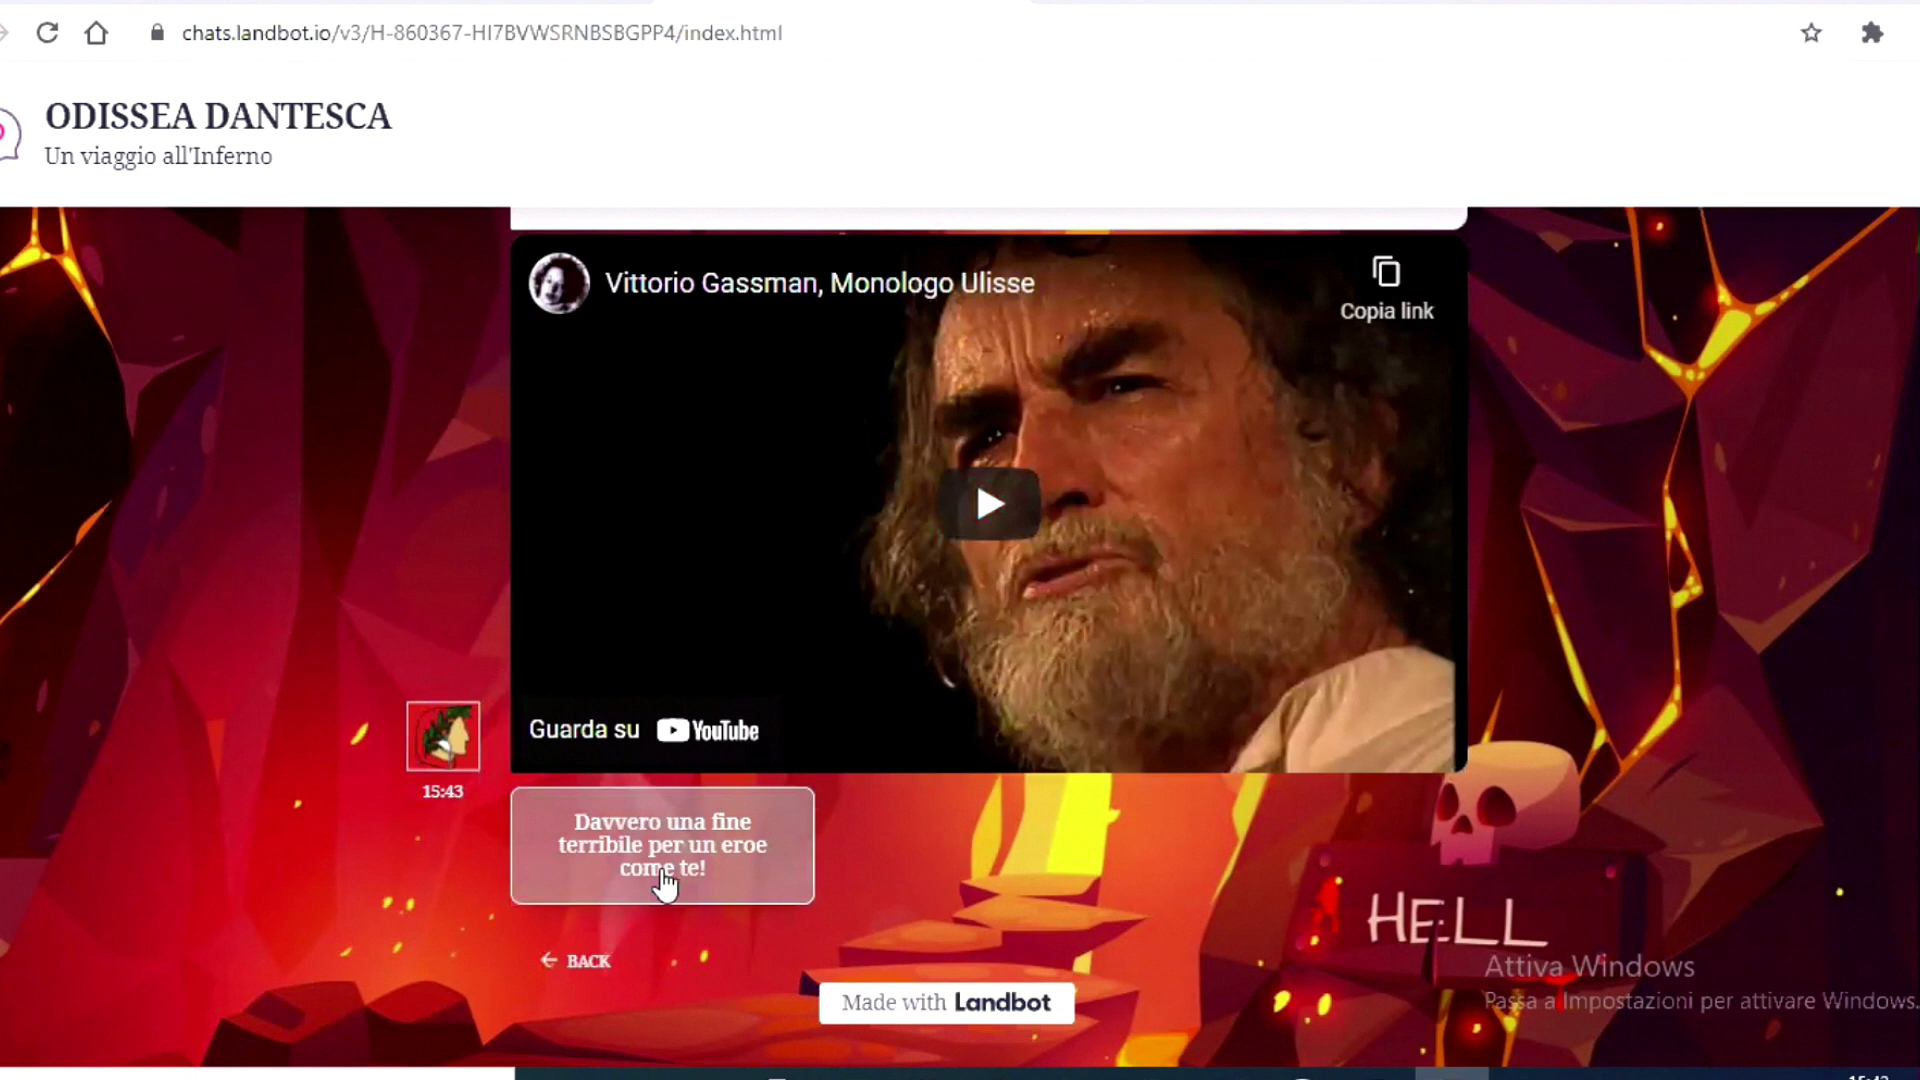 chats.landbot.io/v3/H-860367-HI7BVWSRNBSBGPP4/index.html
ODISSEA DANTESCA
Un viaggio all'Inferno
Vittorio Gassman, Monologo Ulisse
Copia link
Guarda su YouTube
15:43
Davvero una fine
terribile per un eroe
come te!
← BACK
HELL
Attiva Windows
Passa a Impostazioni per attivare Windows.
Made with Landbot